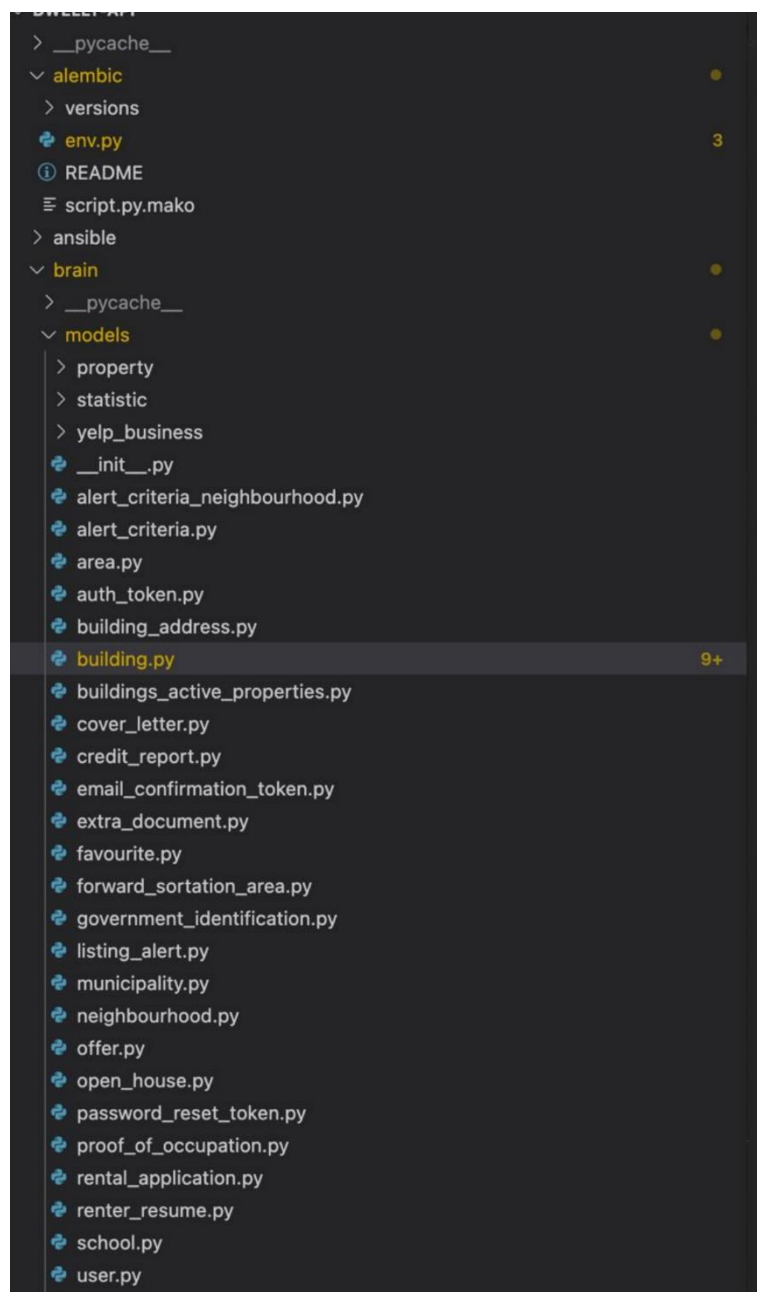 __pycache__
alembic
versions
env.py 3
README
script.py.mako
ansible
brain
__pycache__
models
property
statistic
yelp_business
__init__.py
alert_criteria_neighbourhood.py
alert_criteria.py
area.py
auth_token.py
building_address.py
building.py 9+
buildings_active_properties.py
cover_letter.py
credit_report.py
email_confirmation_token.py
extra_document.py
favourite.py
forward_sortation_area.py
government_identification.py
listing_alert.py
municipality.py
neighbourhood.py
offer.py
open_house.py
password_reset_token.py
proof_of_occupation.py
rental_application.py
renter_resume.py
school.py
user.py